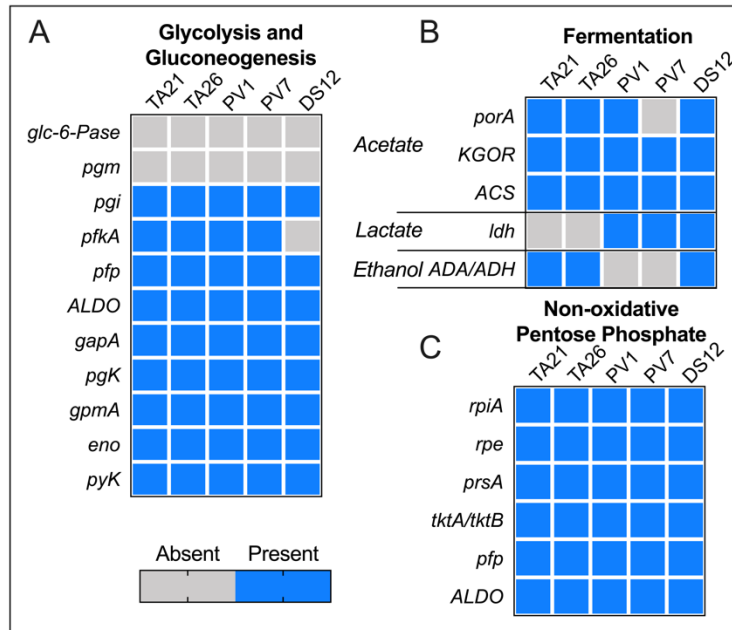 A
Glycolysis and
Gluconeogenesis
TA21 TA26 PV1 PV7 DS12
glc-6-Pase
pgm
pgi
pfkA
pfp
ALDO
gapA
pgK
gpmA
eno
pyK
Absent Present
B
Fermentation
TA21 TA26 PV1 PV7 DS12
porA
Acetate KGOR
ACS
Lactate ldh
Ethanol ADA/ADH
Non-oxidative
Pentose Phosphate
C
TA21 TA26 PV1 PV7 DS12
rpiA
rpe
prsA
tktA/tktB
pfp
ALDO